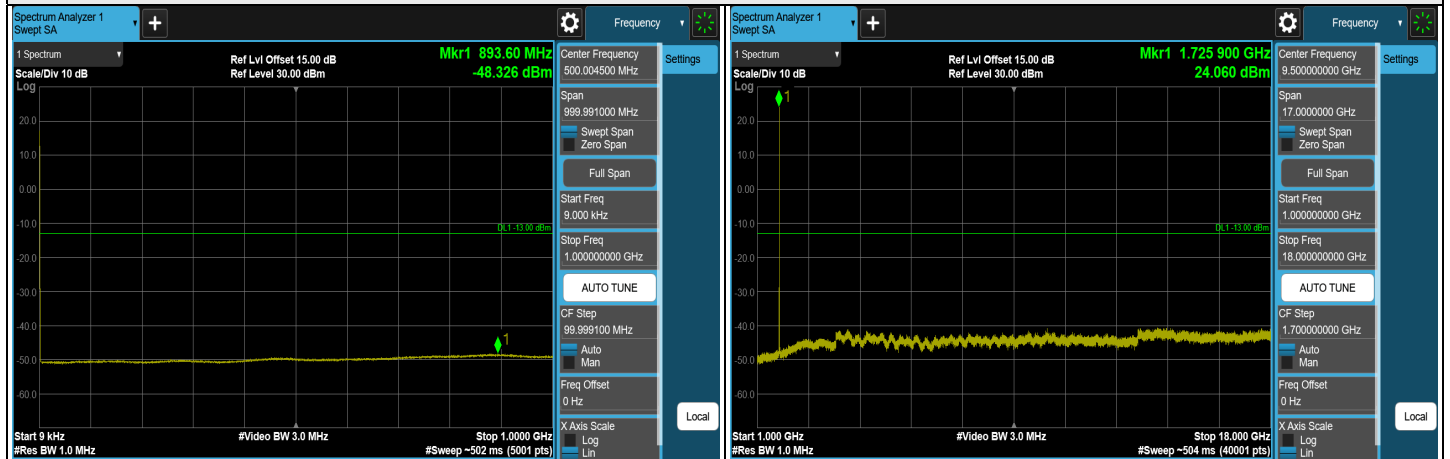 Spectrum Analyzer 1
Swept SA
+
Frequency
1 Spectrum
Ref Lvl Offset 15.00 dB
Mkr1 893.60 MHz
Scale/Div 10 dB
Ref Level 30.00 dBm
-48.326 dBm
Log
20.0
10.0
0.00
-10.0
DL1 -13.00 dBm
-20.0
-30.0
-40.0
1
-50.0
-60.0
Start 9 kHz
#Video BW 3.0 MHz
Stop 1.0000 GHz
#Res BW 1.0 MHz
#Sweep ~502 ms (5001 pts)
Center Frequency
500.004500 MHz
Settings
Span
999.991000 MHz
Swept Span
Zero Span
Full Span
Start Freq
9.000 kHz
Stop Freq
1.000000000 GHz
AUTO TUNE
CF Step
99.999100 MHz
Auto
Man
Freq Offset
0 Hz
Local
X Axis Scale
Log
Lin
Spectrum Analyzer 1
Swept SA
+
Frequency
1 Spectrum
Ref Lvl Offset 15.00 dB
Mkr1 1.725 900 GHz
Scale/Div 10 dB
Ref Level 30.00 dBm
24.060 dBm
Log
1
20.0
10.0
0.00
-10.0
DL1 -13.00 dBm
-20.0
-30.0
-40.0
-50.0
-60.0
Start 1.000 GHz
#Video BW 3.0 MHz
Stop 18.000 GHz
#Res BW 1.0 MHz
#Sweep ~504 ms (40001 pts)
Center Frequency
9.500000000 GHz
Settings
Span
17.0000000 GHz
Swept Span
Zero Span
Full Span
Start Freq
1.000000000 GHz
Stop Freq
18.000000000 GHz
AUTO TUNE
CF Step
1.700000000 GHz
Auto
Man
Freq Offset
0 Hz
Local
X Axis Scale
Log
Lin